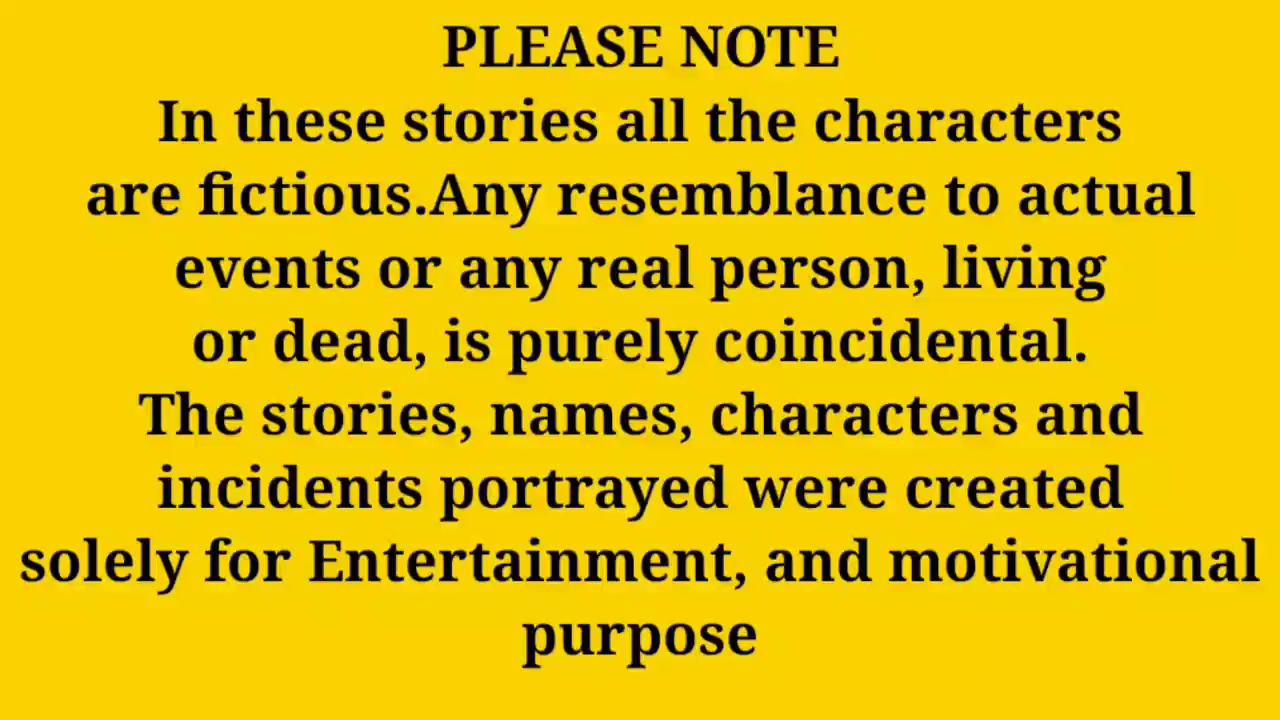 PLEASE NOTE
In these stories all the characters
are fictious.Any resemblance to actual
events or any real person, living
or dead, is purely coincidental.
The stories, names, characters and
incidents portrayed were created
solely for Entertainment, and motivational
purpose